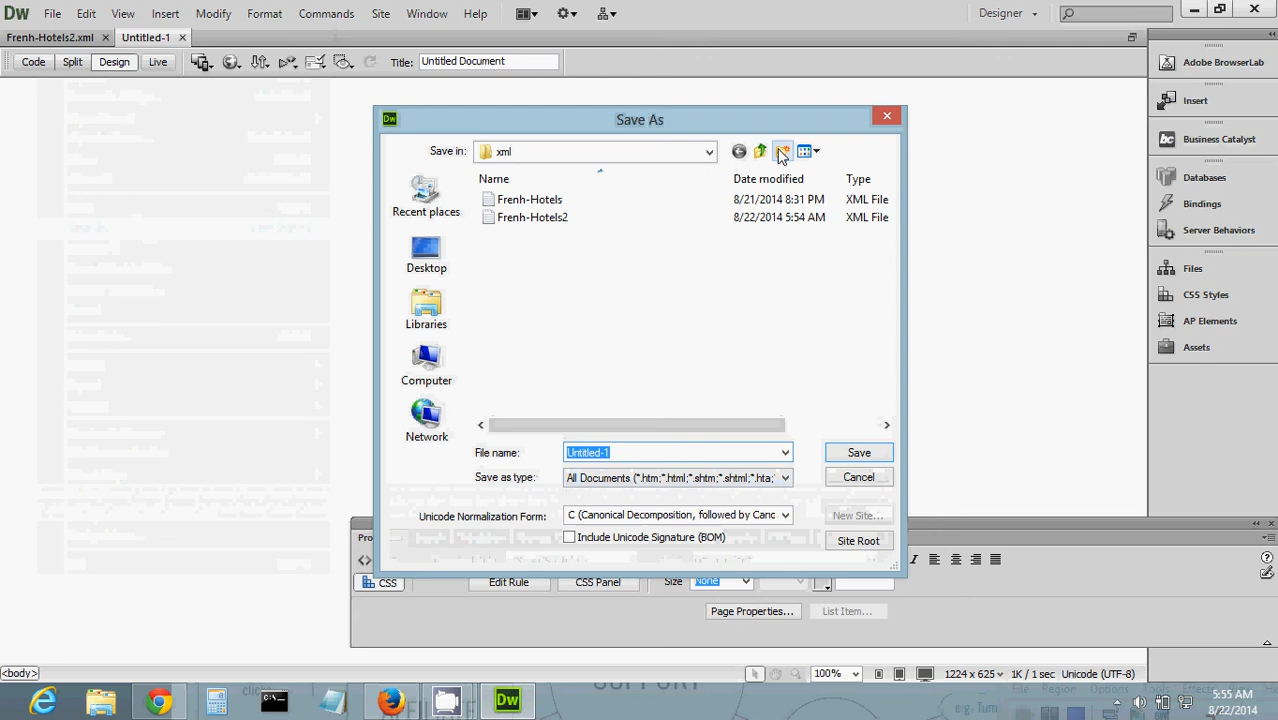 Dw File Edit View Insert Modify Format Commands Site Window Help Designer
Frenh-Hotels2.xml × Untitled-1 ×
Code Split Design Live Title: Untitled Document
Adobe BrowserLab
Insert
Business Catalyst
Databases
Bindings
Server Behaviors
Files
CSS Styles
AP Elements
Assets
Dw Save As
Save in: xml
Name Date modified Type
Frenh-Hotels 8/21/2014 8:31 PM XML File
Frenh-Hotels2 8/22/2014 5:54 AM XML File
Recent places
Desktop
Libraries
Computer
Network
File name: Untitled-1 Save
Save as type: All Documents (*.htm;*.html;*.shtm;*.shtml;*.hta; Cancel
Unicode Normalization Form: C (Canonical Decomposition, followed by Canc New Site...
Include Unicode Signature (BOM) Site Root
CSS Edit Rule CSS Panel Size None
Page Properties... List Item...
<body> 100% 1224 x 625 1K / 1 sec Unicode (UTF-8)
SUPPORT
Dw
e.g. Tum
5:55 AM
8/22/2014